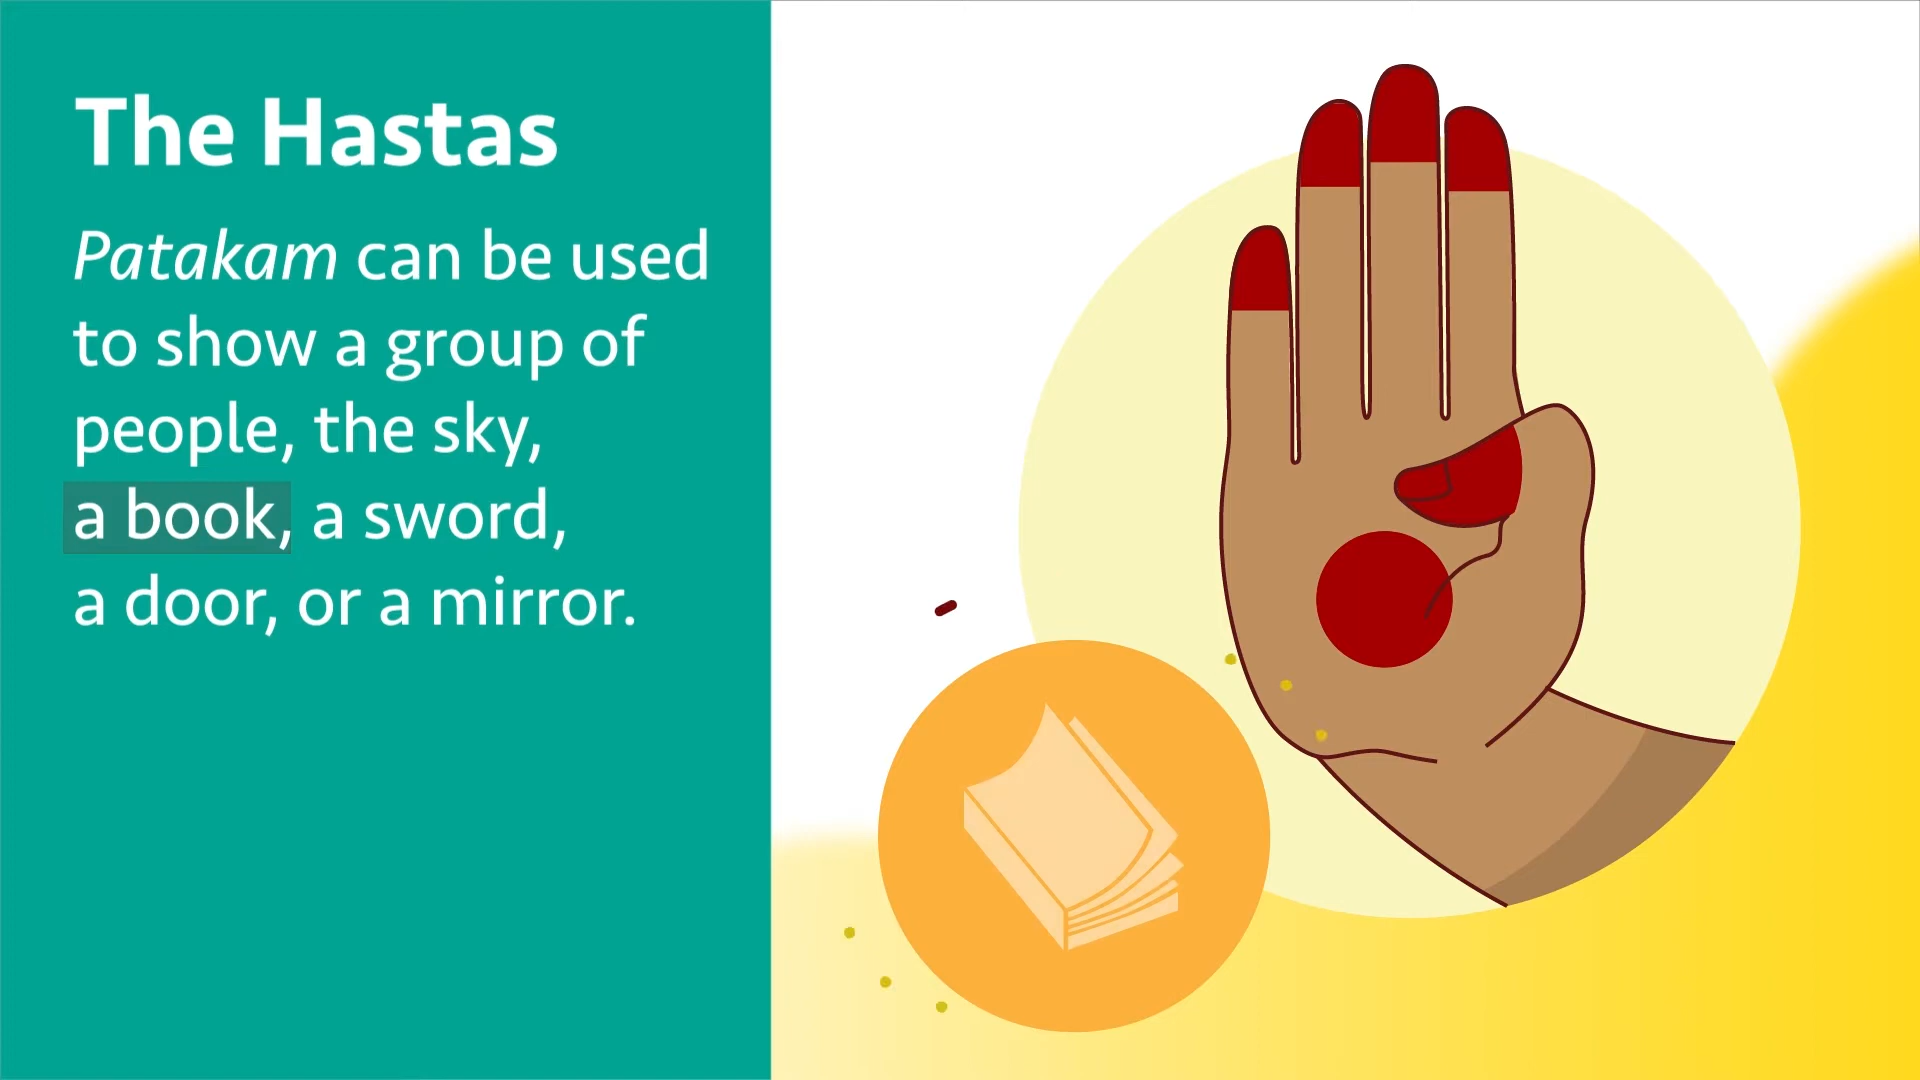 The Hastas
Patakam can be used
to show a group of
people, the sky,
a book, a sword,
a door, or a mirror.